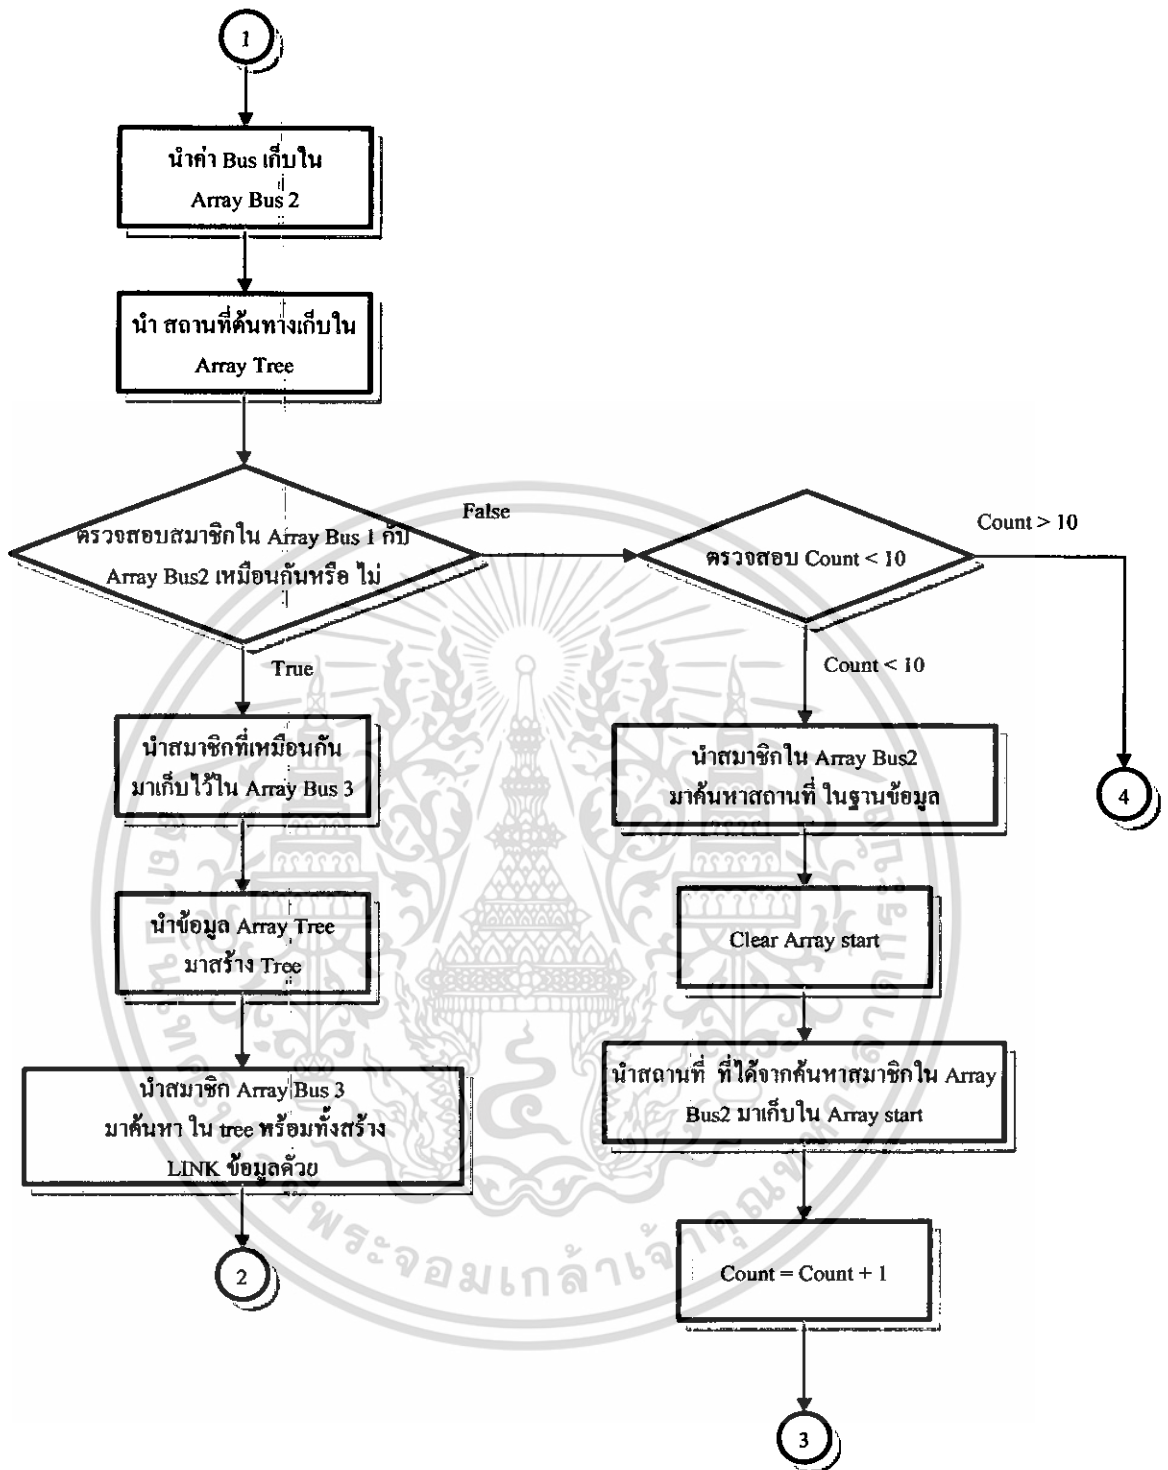 1
นำค่า Bus เก็บใน
Array Bus 2
นำ สถานที่ต้นทางเก็บใน
Array Tree
ตรวจสอบสมาชิกใน Array Bus 1 กับ
Array Bus2 เหมือนกันหรือ ไม่
False
ตรวจสอบ Count < 10
Count > 10
True
Count < 10
นำสมาชิกที่เหมือนกัน
มาเก็บไว้ใน Array Bus 3
นำสมาชิกใน Array Bus2
มาค้นหาสถานที่ ในฐานข้อมูล
4
นำข้อมูล Array Tree
มาสร้าง Tree
Clear Array start
นำสมาชิก Array Bus 3
มาค้นหา ใน tree พร้อมทั้งสร้าง
LINK ข้อมูลด้วย
นำสถานที่ ที่ได้จากค้นหาสมาชิกใน Array
Bus2 มาเก็บใน Array start
2
Count = Count + 1
3